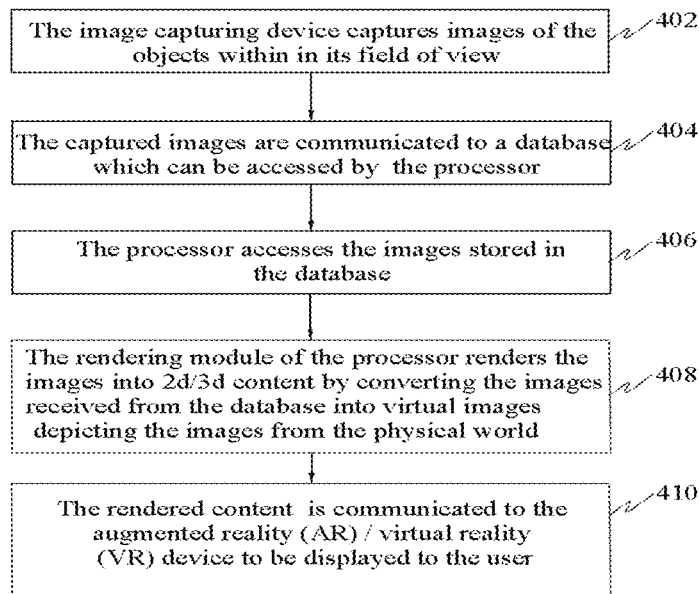 The image capturing device captures images of the
objects within in its field of view
402
The captured images are communicated to a database
which can be accessed by the processor
404
The processor accesses the images stored in
the database
406
The rendering module of the processor renders the
images into 2d/3d content by converting the images
received from the database into virtual images
depicting the images from the physical world
408
The rendered content is communicated to the
augmented reality (AR) / virtual reality
(VR) device to be displayed to the user
410